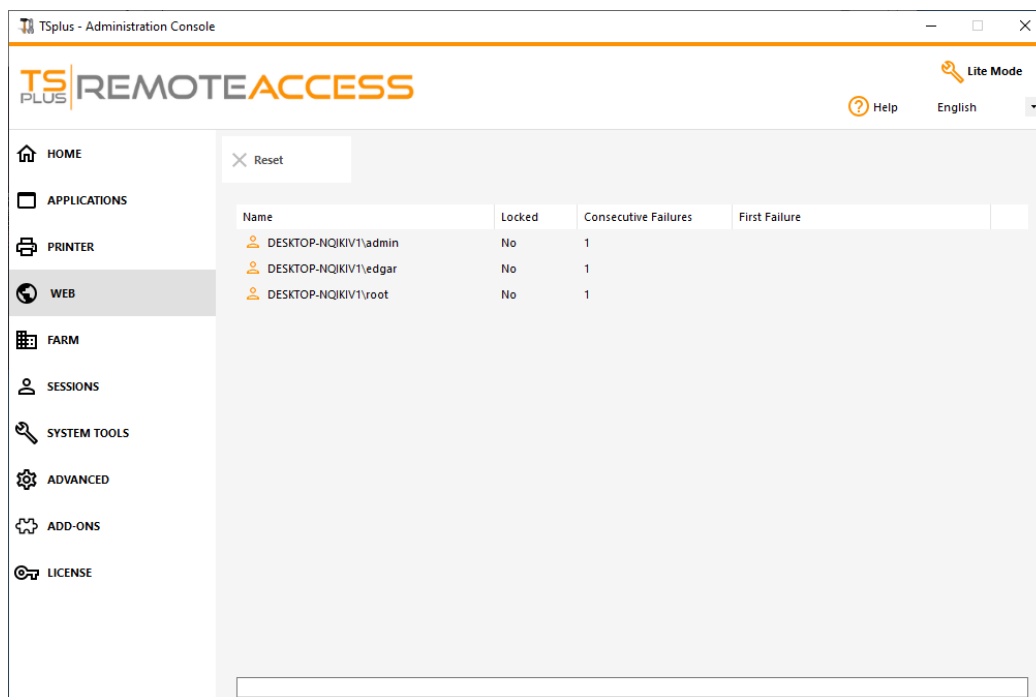 TSplus - Administration Console
TS PLUS REMOTEACCESS
Lite Mode
Help
English
HOME
APPLICATIONS
PRINTER
WEB
FARM
SESSIONS
SYSTEM TOOLS
ADVANCED
ADD-ONS
LICENSE
Reset
Name Locked Consecutive Failures First Failure
DESKTOP-NQIKIV1\admin No 1
DESKTOP-NQIKIV1\edgar No 1
DESKTOP-NQIKIV1\root No 1